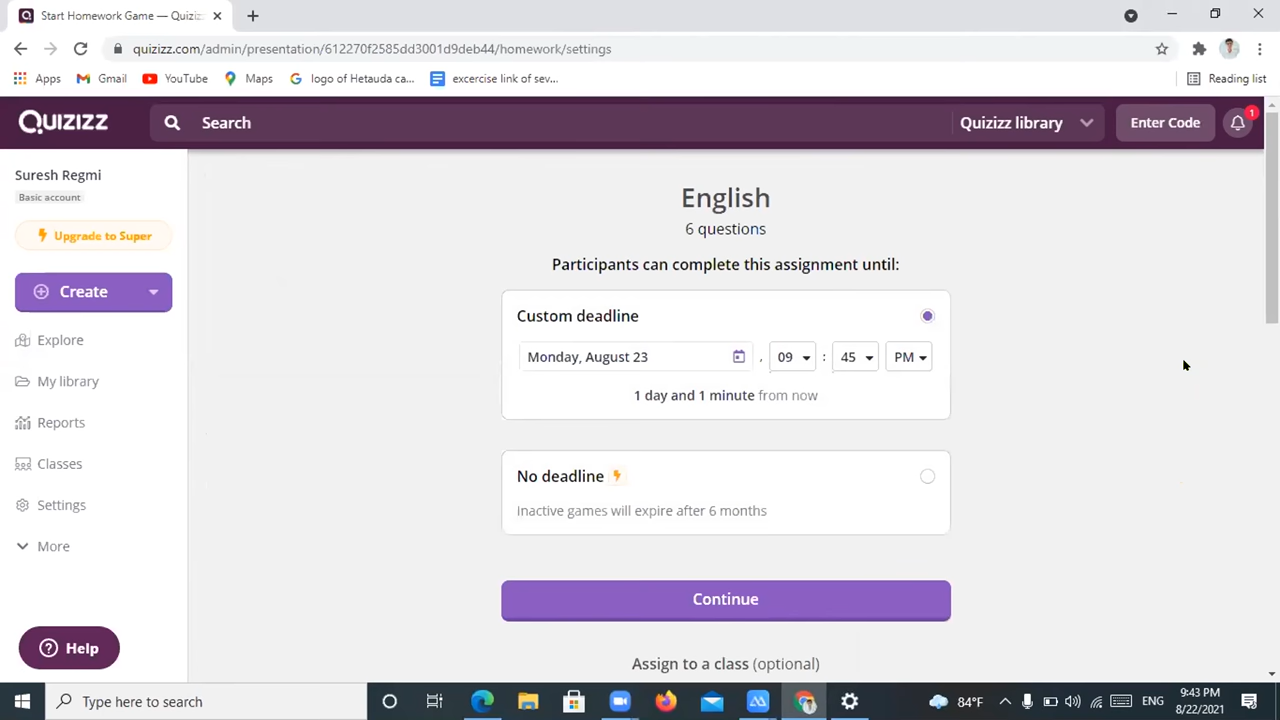 Start Homework Game — Quiziz
quizizz.com/admin/presentation/612270f2585dd3001d9deb44/homework/settings
Apps Gmail YouTube Maps logo of Hetauda ca... excercise link of sev... Reading list
QUIZIZZ Search Quizizz library Enter Code 1
Suresh Regmi
Basic account
Upgrade to Super
Create
Explore
My library
Reports
Classes
Settings
More
Help
English
6 questions
Participants can complete this assignment until:
Custom deadline
Monday, August 23 , 09 : 45 PM
1 day and 1 minute from now
No deadline
Inactive games will expire after 6 months
Continue
Assign to a class (optional)
Type here to search 84°F ENG 9:43 PM
8/22/2021